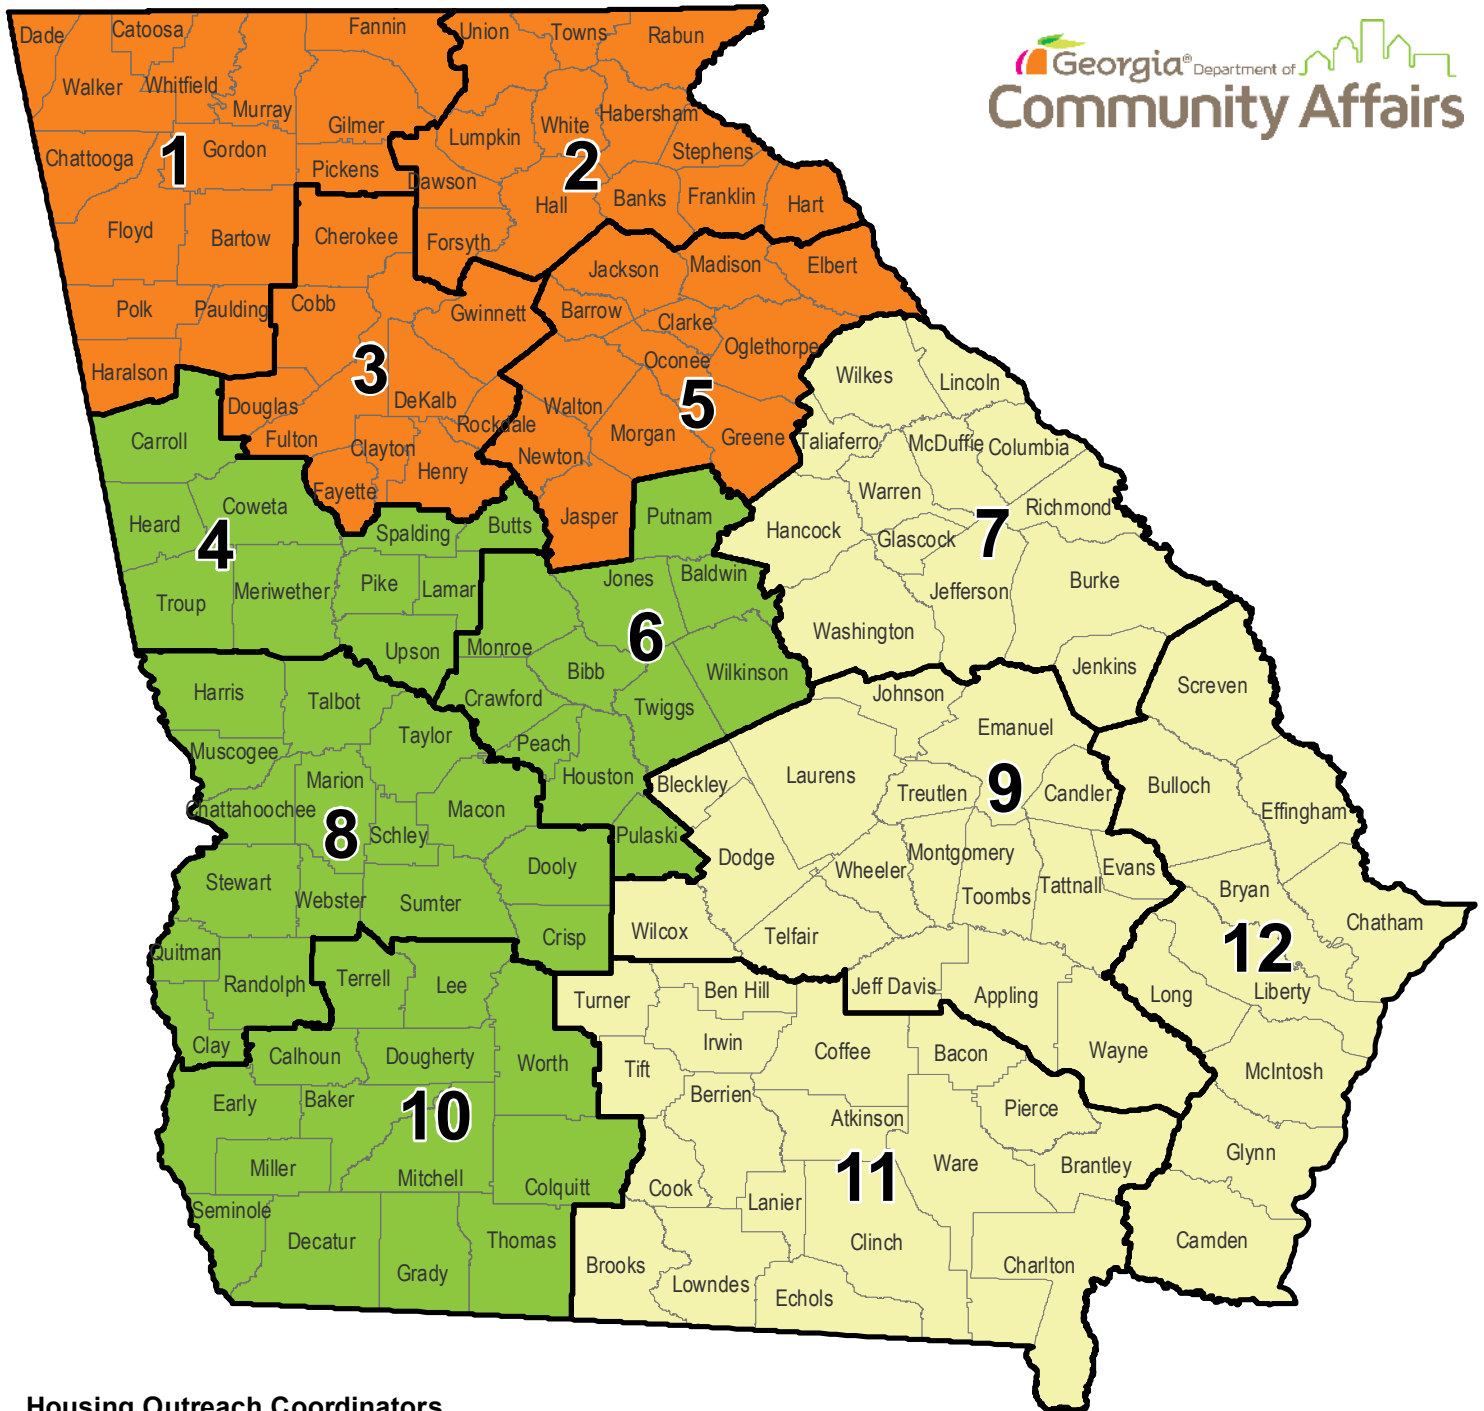 Georgia® Department of
Community Affairs
Dade
Catoosa
Fannin
Union
Towns
Rabun
Walker
Whitfield
Murray
Gilmer
Lumpkin
White
Habersham
Chattooga
1
Gordon
Pickens
Dawson
2
Stephens
Hall
Banks
Franklin
Hart
Floyd
Bartow
Cherokee
Forsyth
Jackson
Madison
Elbert
Polk
Paulding
Cobb
Gwinnett
Barrow
Clarke
Oglethorpe
Oconee
Haralson
3
Douglas
DeKalb
Rockdale
Walton
5
Wilkes
Lincoln
Carroll
Fulton
Clayton
Henry
Newton
Morgan
Greene
Taliaferro
McDuffie
Columbia
Fayette
Coweta
Heard
4
Spalding
Butts
Jasper
Putnam
Hancock
Warren
Glascock
7
Richmond
Troup
Meriwether
Pike
Lamar
Jones
Baldwin
Jefferson
Burke
Upson
Monroe
6
Bibb
Wilkinson
Washington
Jenkins
Screven
Harris
Talbot
Crawford
Twiggs
Johnson
Emanuel
Muscogee
Taylor
Peach
Houston
Bleckley
Laurens
Treutlen
9
Candler
Bulloch
Effingham
Chattahoochee
Marion
8
Schley
Macon
Pulaski
Dooly
Dodge
Wheeler
Montgomery
Toombs
Tattnall
Evans
Stewart
Webster
Sumter
Crisp
Wilcox
Telfair
Bryan
12
Chatham
Quitman
Randolph
Terrell
Lee
Turner
Ben Hill
Jeff Davis
Appling
Long
Liberty
Clay
Calhoun
Dougherty
Worth
Tift
Irwin
Coffee
Bacon
Wayne
McIntosh
Early
Baker
10
Berrien
Atkinson
Pierce
Miller
Mitchell
Colquitt
Cook
Lanier
11
Ware
Brantley
Glynn
Seminole
Decatur
Grady
Thomas
Brooks
Lowndes
Echols
Clinch
Charlton
Camden
Housing Outreach Coordinators